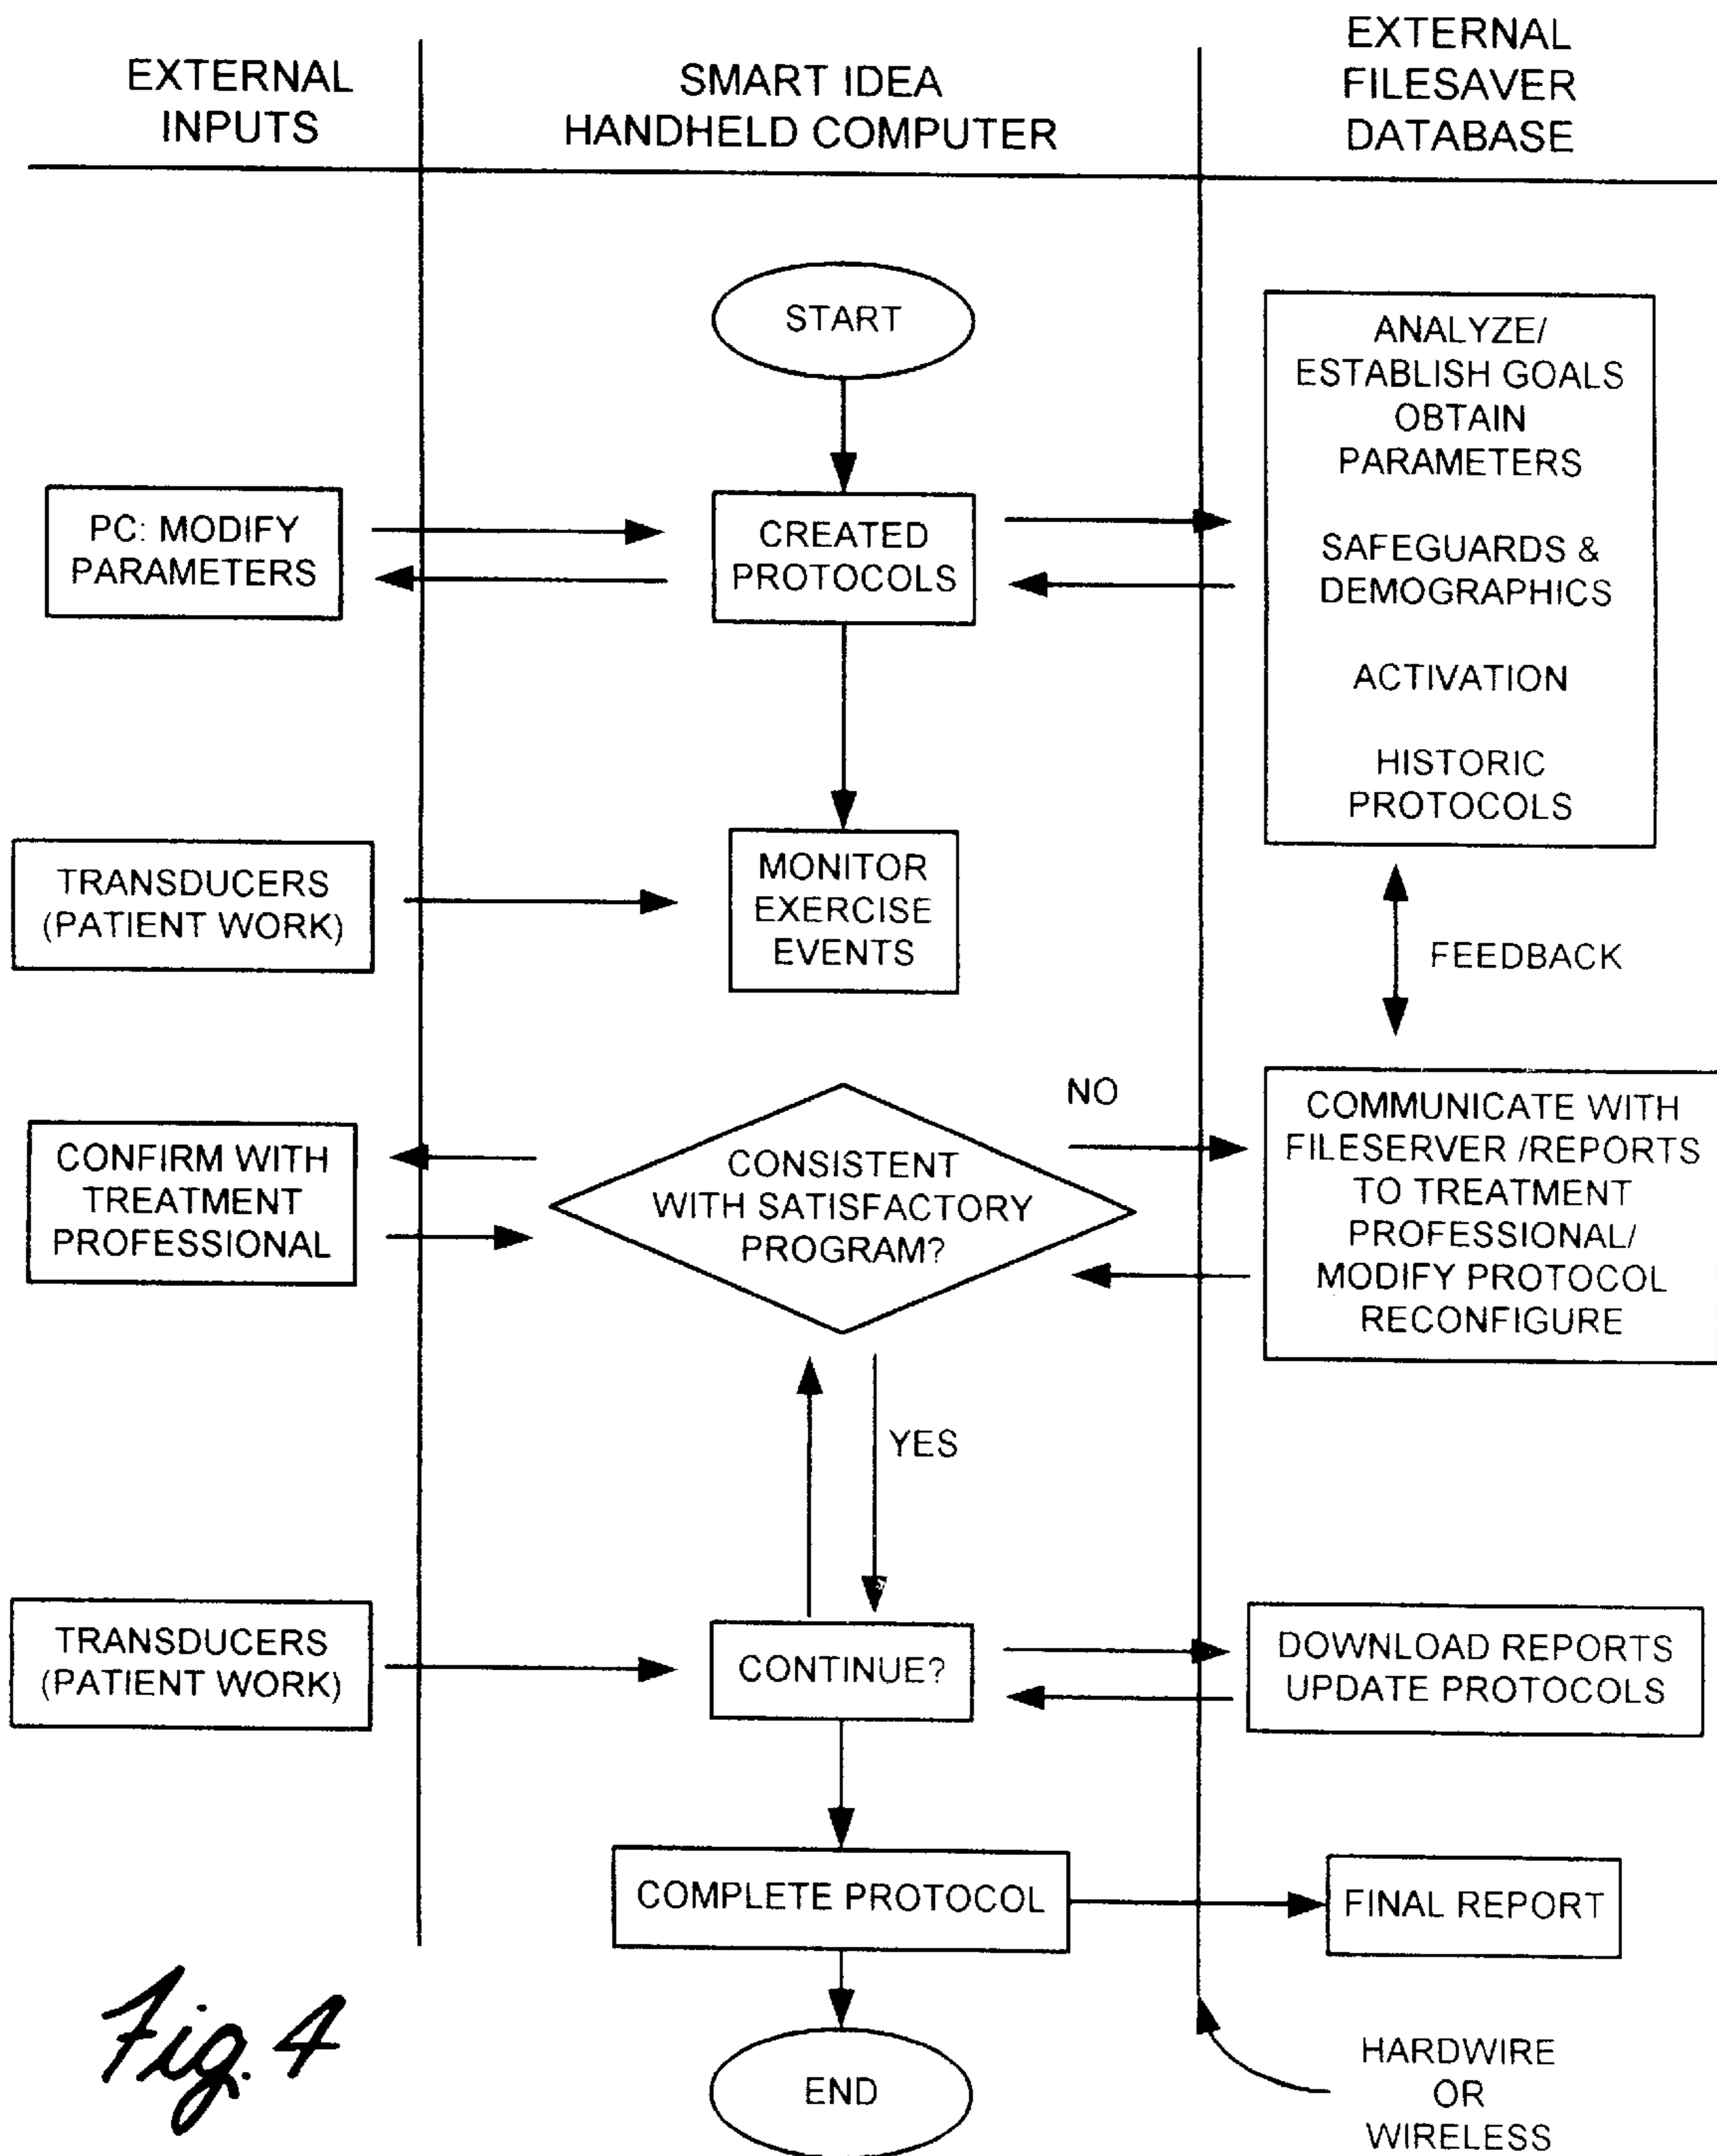 EXTERNAL
INPUTS
SMART IDEA
HANDHELD COMPUTER
EXTERNAL
FILESAVER
DATABASE
START
ANALYZE/
ESTABLISH GOALS
OBTAIN
PARAMETERS
SAFEGUARDS &
DEMOGRAPHICS
ACTIVATION
HISTORIC
PROTOCOLS
PC: MODIFY
PARAMETERS
CREATED
PROTOCOLS
TRANSDUCERS
(PATIENT WORK)
MONITOR
EXERCISE
EVENTS
FEEDBACK
CONFIRM WITH
TREATMENT
PROFESSIONAL
CONSISTENT
WITH SATISFACTORY
PROGRAM?
NO
COMMUNICATE WITH
FILESERVER /REPORTS
TO TREATMENT
PROFESSIONAL/
MODIFY PROTOCOL
RECONFIGURE
YES
TRANSDUCERS
(PATIENT WORK)
CONTINUE?
DOWNLOAD REPORTS
UPDATE PROTOCOLS
COMPLETE PROTOCOL
FINAL REPORT
END
HARDWIRE
OR
WIRELESS
Fig. 4